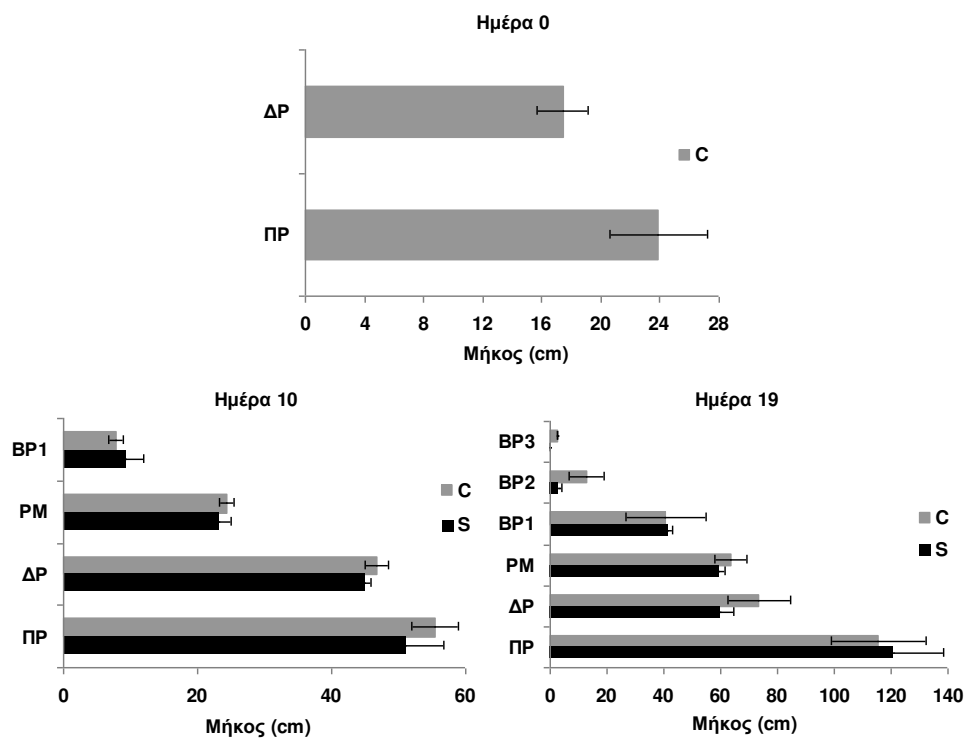 Ημέρα 0
ΔΡ
C
ΠΡ
0 4 8 12 16 20 24 28
Μήκος (cm)
Ημέρα 10
ΒΡ1
C
ΡΜ
S
ΔΡ
ΠΡ
0 20 40 60
Μήκος (cm)
Ημέρα 19
ΒΡ3
ΒΡ2
ΒΡ1
C
ΡΜ
S
ΔΡ
ΠΡ
0 20 40 60 80 100 120 140
Μήκος (cm)